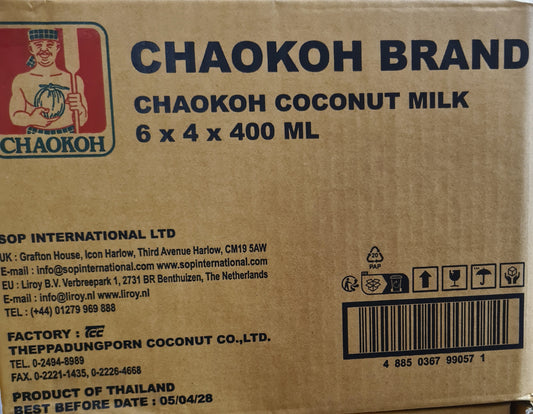 CHAOKOH
CHAOKOH BRAND
CHAOKOH COCONUT MILK
6 x 4 x 400 ML
SOP INTERNATIONAL LTD
UK : Grafton House, Icon Harlow, Third Avenue Harlow, CM19 5AW
E-mail : info@sopinternational.com www.sopinternational.com
EU : Liroy B.V. Verbreepark 1, 2731 BR Benthuizen, The Netherlands
E-mail : info@liroy.nl www.liroy.nl
TEL : (+44) 01279 969 888
FACTORY : TCC
THEPPADUNGPORN COCONUT CO.,LTD.
TEL. 0-2494-8989
FAX. 0-2221-1435, 0-2226-4668
PRODUCT OF THAILAND
BEST BEFORE DATE : 05/04/28
20
PAP
4 885 0367 99057 1